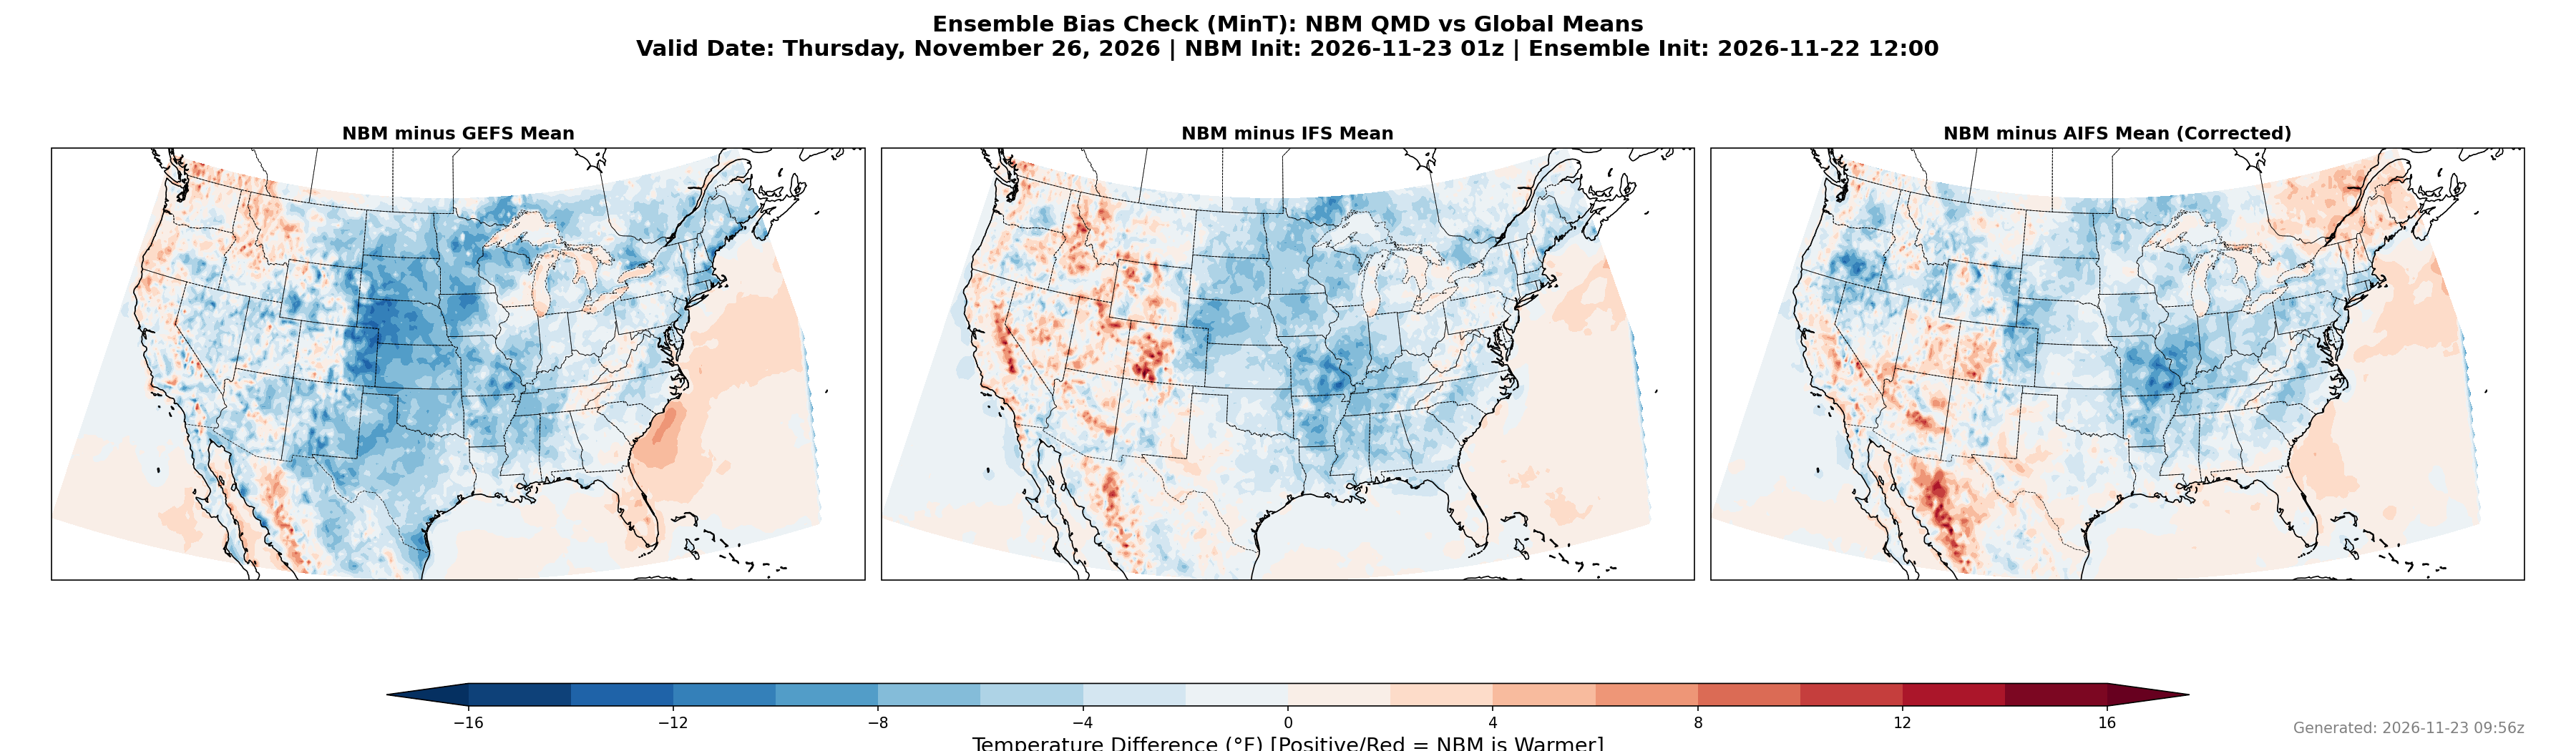 Ensemble Bias Check (MinT): NBM QMD vs Global Means
Valid Date: Thursday, November 26, 2026 | NBM Init: 2026-11-23 01z | Ensemble Init: 2026-11-22 12:00
NBM minus GEFS Mean
NBM minus IFS Mean
NBM minus AIFS Mean (Corrected)
−16 −12 −8 −4 0 4 8 12 16
Temperature Difference (°F) [Positive/Red = NBM is Warmer]
Generated: 2026-11-23 09:56z